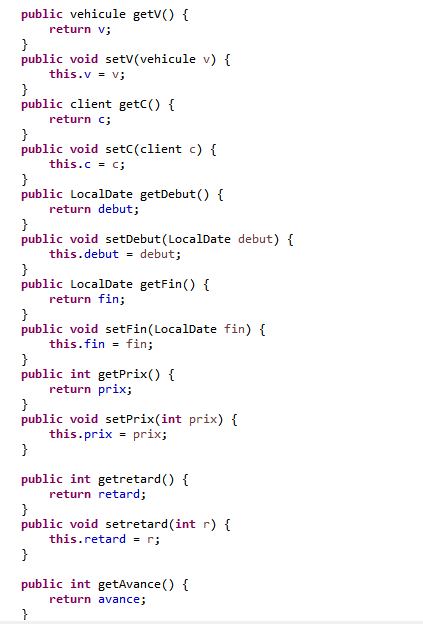 public vehicule getV() {
return v;
}
public void setV(vehicule v) {
this.v = v;
}
public client getC() {
return c;
}
public void setC(client c) {
this.c = c;
}
public LocalDate getDebut() {
return debut;
}
public void setDebut(LocalDate debut) {
this.debut = debut;
}
public LocalDate getFin() {
return fin;
}
public void setFin(LocalDate fin) {
this.fin = fin;
}
public int getPrix() {
return prix;
}
public void setPrix(int prix) {
this.prix = prix;
}
public int getretard() {
return retard;
}
public void setretard(int r) {
this.retard = r;
}
public int getAvance() {
return avance;
}